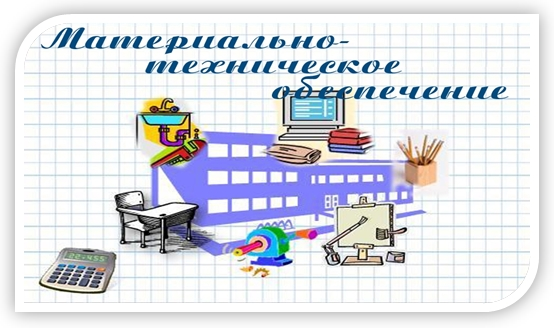 Материально-
техническое
обеспечение